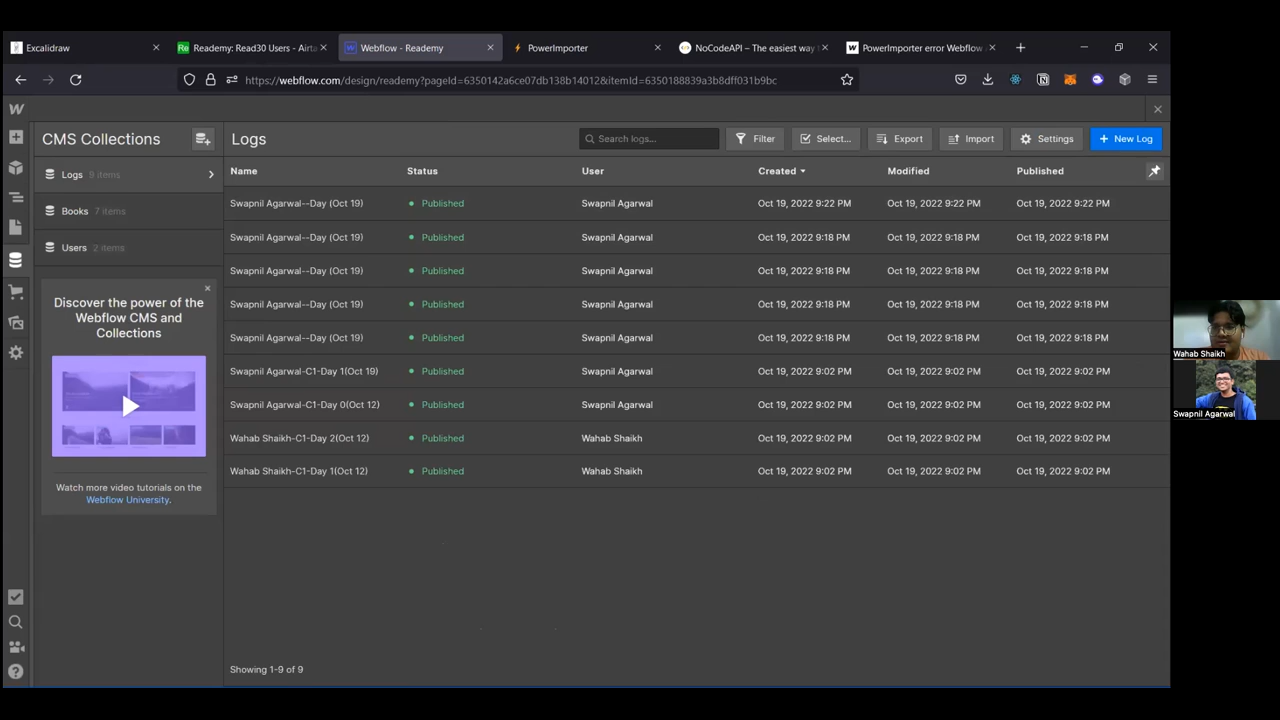 Excalidraw
Reademy: Read30 Users - Airta
Webflow - Reademy
PowerImporter
NoCodeAPI – The easiest way t
PowerImporter error Webflow
https://webflow.com/design/reademy?pageId=6350142a6ce07db138b14012&itemId=6350188839a3b8dff031b9bc
CMS Collections
Logs 9 items
Books 7 items
Users 2 items
Discover the power of the
Webflow CMS and
Collections
Watch more video tutorials on the
Webflow University.
Logs
Search logs...
Filter
Select...
Export
Import
Settings
+ New Log
Name Status User Created Modified Published
Swapnil Agarwal--Day (Oct 19) Published Swapnil Agarwal Oct 19, 2022 9:22 PM Oct 19, 2022 9:22 PM Oct 19, 2022 9:22 PM
Swapnil Agarwal--Day (Oct 19) Published Swapnil Agarwal Oct 19, 2022 9:18 PM Oct 19, 2022 9:18 PM Oct 19, 2022 9:18 PM
Swapnil Agarwal--Day (Oct 19) Published Swapnil Agarwal Oct 19, 2022 9:18 PM Oct 19, 2022 9:18 PM Oct 19, 2022 9:18 PM
Swapnil Agarwal--Day (Oct 19) Published Swapnil Agarwal Oct 19, 2022 9:18 PM Oct 19, 2022 9:18 PM Oct 19, 2022 9:18 PM
Swapnil Agarwal--Day (Oct 19) Published Swapnil Agarwal Oct 19, 2022 9:18 PM Oct 19, 2022 9:18 PM Oct 19, 2022 9:18 PM
Swapnil Agarwal-C1-Day 1(Oct 19) Published Swapnil Agarwal Oct 19, 2022 9:02 PM Oct 19, 2022 9:02 PM Oct 19, 2022 9:02 PM
Swapnil Agarwal-C1-Day 0(Oct 12) Published Swapnil Agarwal Oct 19, 2022 9:02 PM Oct 19, 2022 9:02 PM Oct 19, 2022 9:02 PM
Wahab Shaikh-C1-Day 2(Oct 12) Published Wahab Shaikh Oct 19, 2022 9:02 PM Oct 19, 2022 9:02 PM Oct 19, 2022 9:02 PM
Wahab Shaikh-C1-Day 1(Oct 12) Published Wahab Shaikh Oct 19, 2022 9:02 PM Oct 19, 2022 9:02 PM Oct 19, 2022 9:02 PM
Showing 1-9 of 9
Wahab Shaikh
Swapnil Agarwal